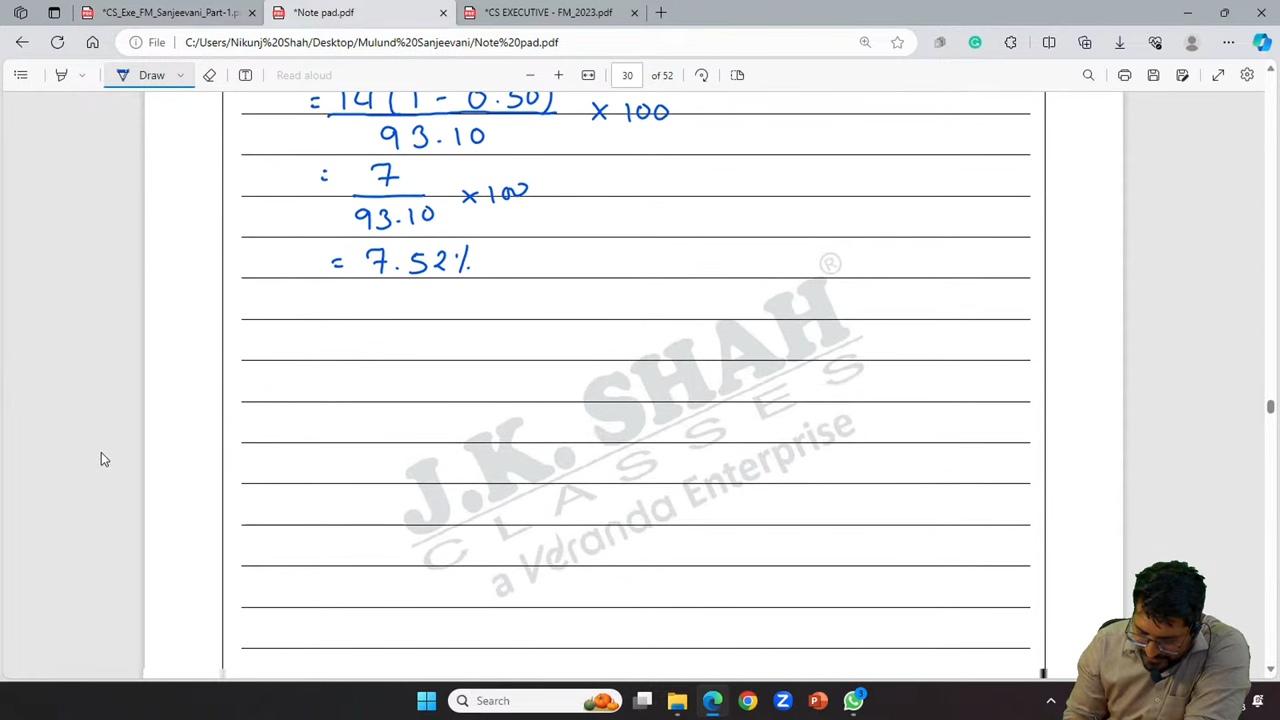 *CS_Exe_FM_Sanjeevani_Part-1.p
*Note pad.pdf
*CS EXECUTIVE - FM_2023.pdf
File
C:/Users/Nikunj%20Shah/Desktop/Mulund%20Sanjeevani/Note%20pad.pdf
Draw
Read aloud
30 of 52
= 14 (1 - 0.50) × 100
93.10
: 7 × 100
93.10
= 7.52%
®
J.K. SHAH
CLASSES
a Veranda Enterprise
Search
3